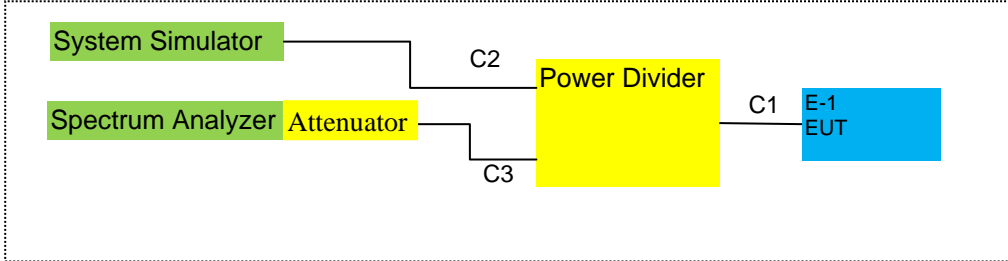 System Simulator
C2
Power Divider
C1
E-1
EUT
Spectrum Analyzer
Attenuator
C3